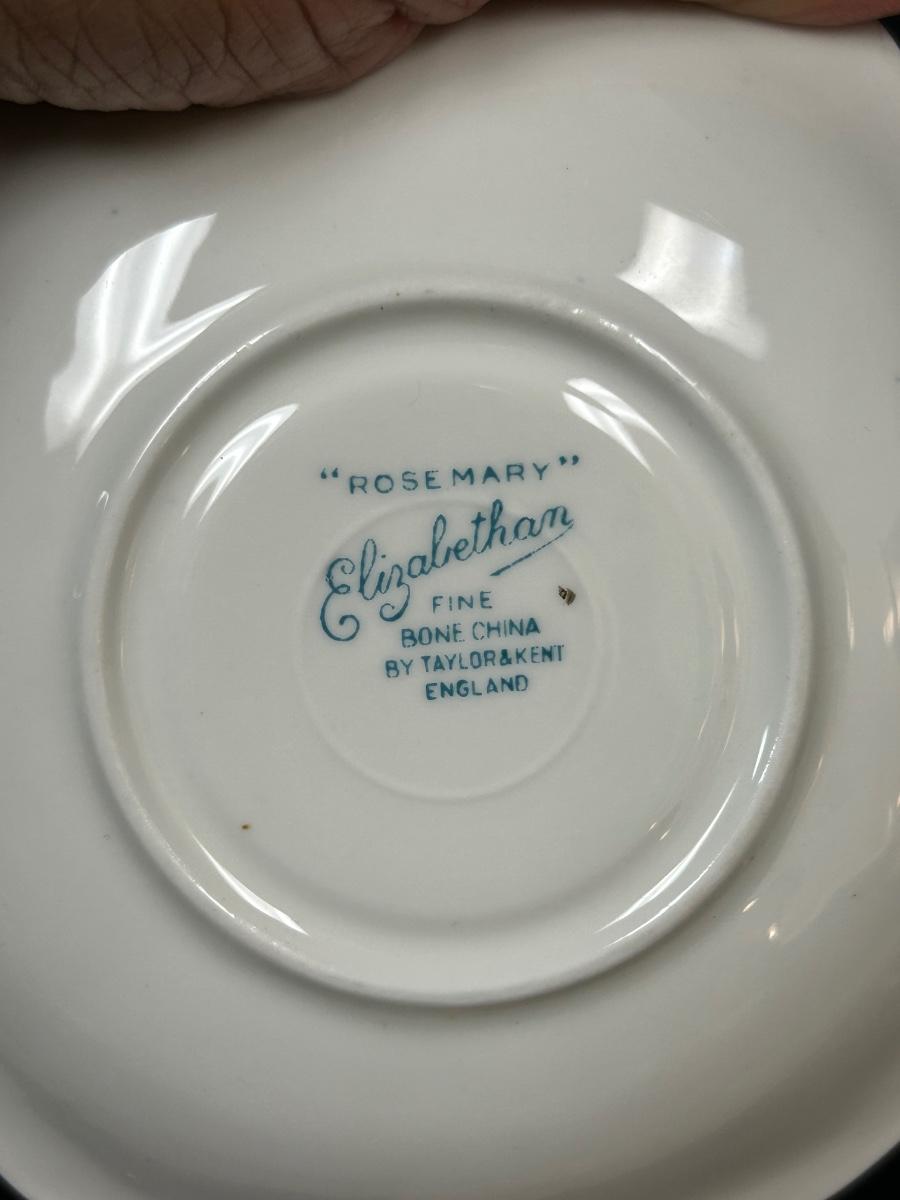 "ROSEMARY"
Elizabethan
FINE
BONE CHINA
BY TAYLOR&KENT
ENGLAND